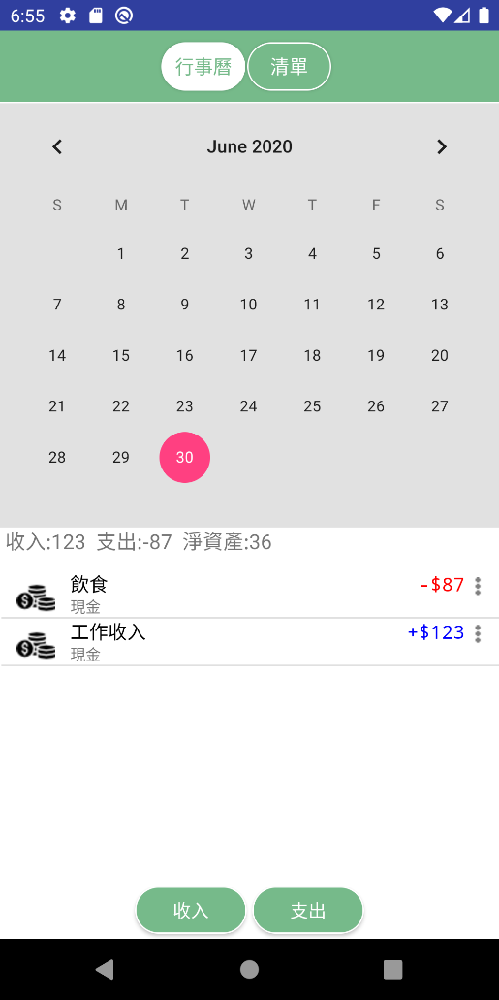 6:55
行事曆 清單
June 2020
S M T W T F S
1 2 3 4 5 6
7 8 9 10 11 12 13
14 15 16 17 18 19 20
21 22 23 24 25 26 27
28 29 30
收入:123 支出:-87 淨資產:36
飲食 -$87
現金
工作收入 +$123
現金
收入 支出